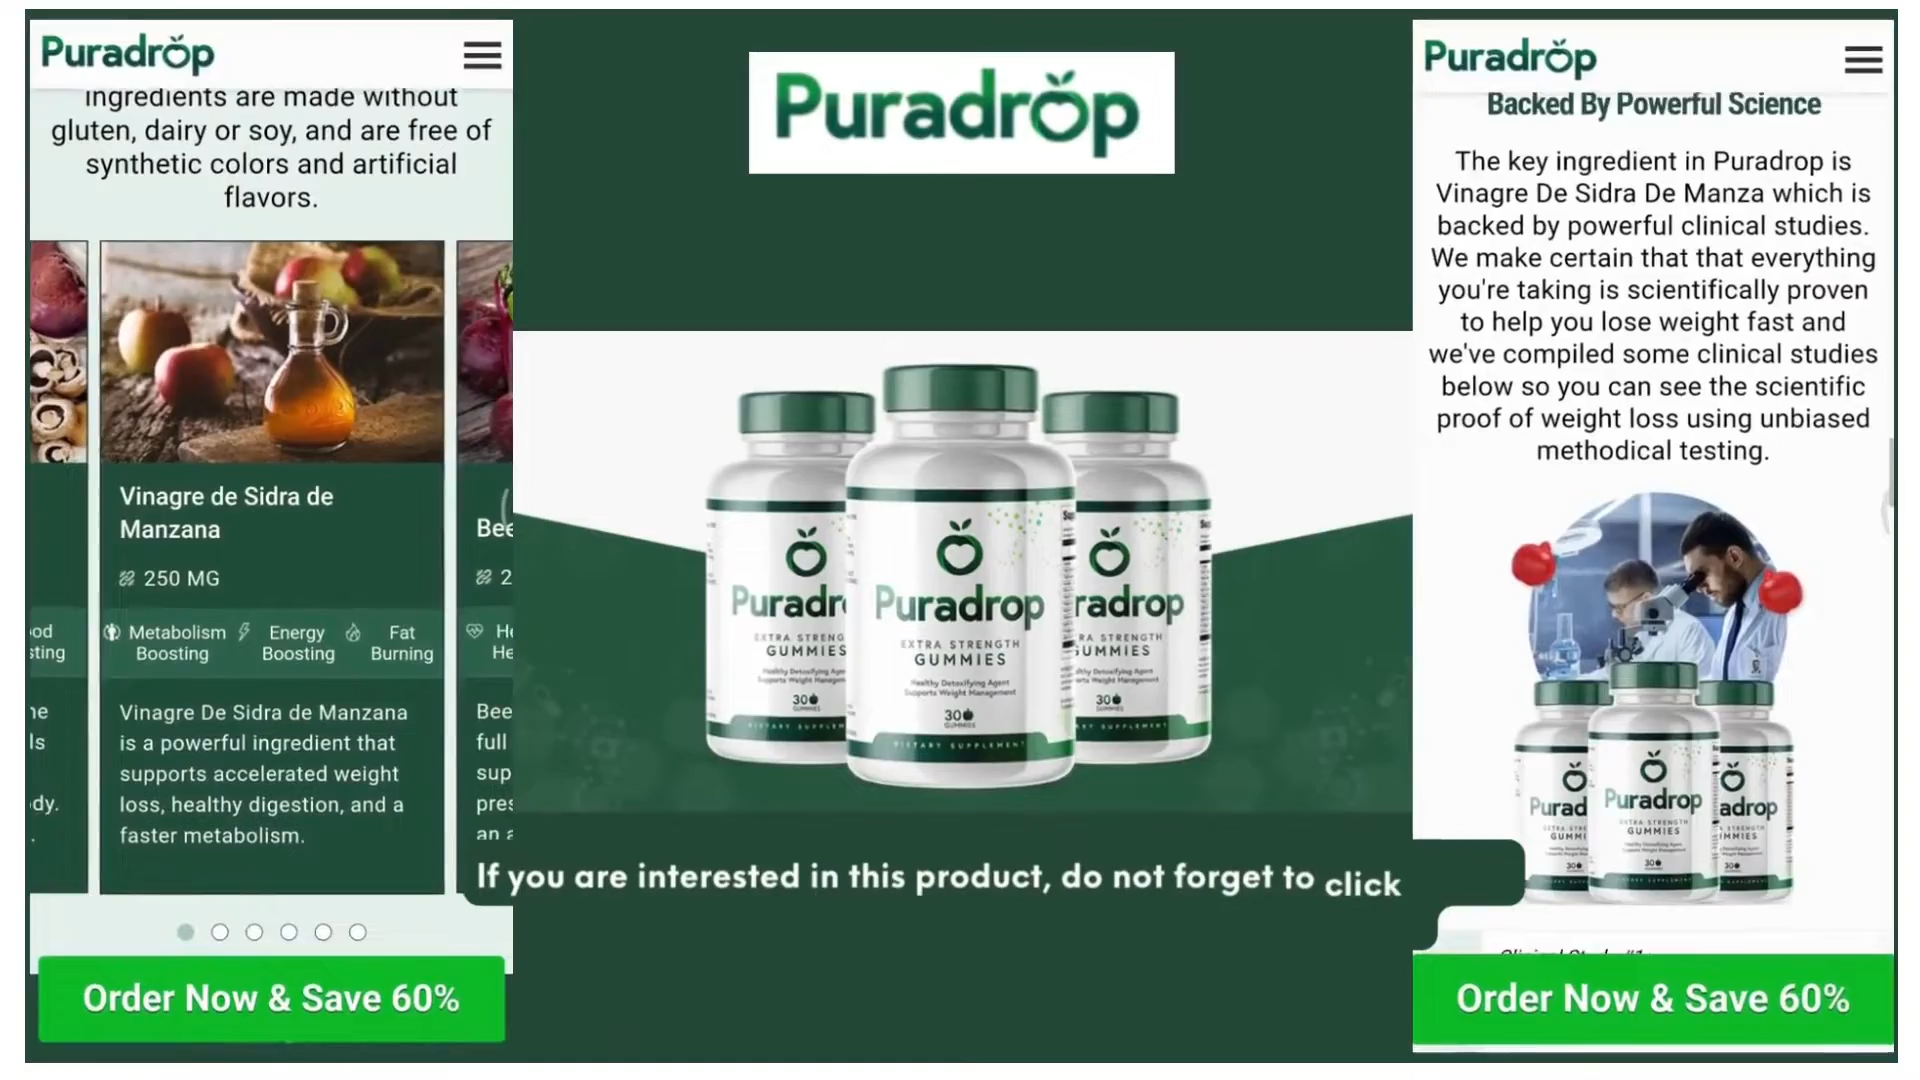 Puradrop
ingredients are made without
gluten, dairy or soy, and are free of
synthetic colors and artificial
flavors.
Vinagre de Sidra de
Manzana
250 MG
Metabolism
Boosting
Energy
Boosting
Fat
Burning
Vinagre De Sidra de Manzana
is a powerful ingredient that
supports accelerated weight
loss, healthy digestion, and a
faster metabolism.
Order Now & Save 60%
Puradrop
Puradrop
EXTRA STRENGTH
GUMMIES
Healthy Detoxifying Agent
Supports Weight Management
30
GUMMIES
DIETARY SUPPLEMENT
If you are interested in this product, do not forget to click
Puradrop
Backed By Powerful Science
The key ingredient in Puradrop is
Vinagre De Sidra De Manza which is
backed by powerful clinical studies.
We make certain that that everything
you're taking is scientifically proven
to help you lose weight fast and
we've compiled some clinical studies
below so you can see the scientific
proof of weight loss using unbiased
methodical testing.
Puradrop
EXTRA STRENGTH
GUMMIES
30
Order Now & Save 60%